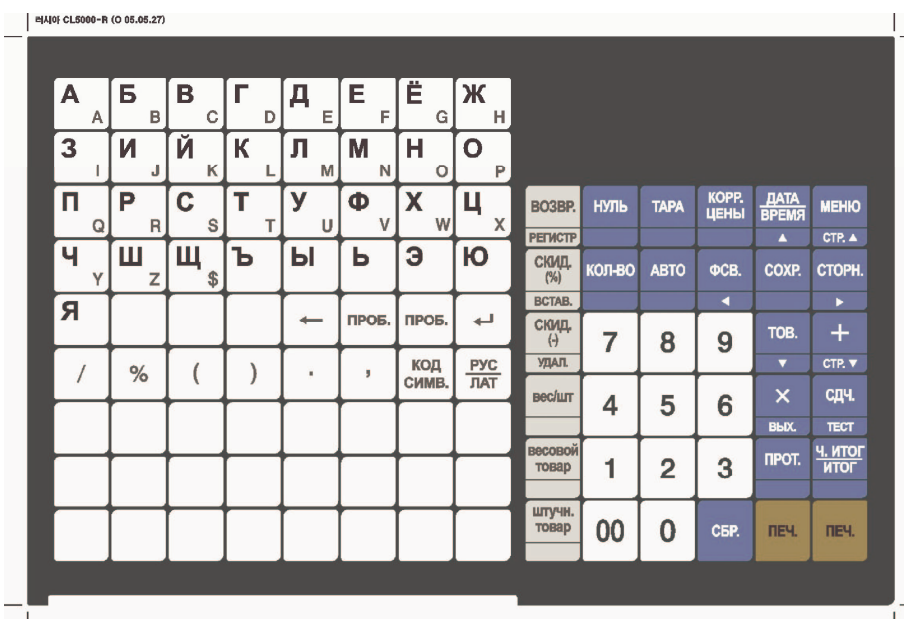 러시아 CL5000-R (O 05.05.27)
А A Б B В C Г D Д E Е F Ё G Ж H
З I И J Й K К L Л M М N Н O О P
П Q Р R С S Т T У U Ф V Х W Ц X
Ч Y Ш Z Щ $ Ъ Ы Ь Э Ю
Я ← ПРОБ. ПРОБ. ↵
/ % ( ) . , КОД СИМВ. РУС ЛАТ
ВОЗВР. НУЛЬ ТАРА КОРР. ЦЕНЫ ДАТА ВРЕМЯ МЕНЮ
РЕГИСТР ▲ СТР. ▲
СКИД. (%) КОЛ-ВО АВТО ФСВ. СОХР. СТОРН.
ВСТАВ. ◀ ▶
СКИД. (-) 7 8 9 ТОВ. +
УДАЛ. ▼ СТР. ▼
вес/шт 4 5 6 × СДЧ.
ВЫХ. ТЕСТ
весовой товар 1 2 3 ПРОТ. Ч. ИТОГ ИТОГ
штучн. товар 00 0 СБР. ПЕЧ. ПЕЧ.